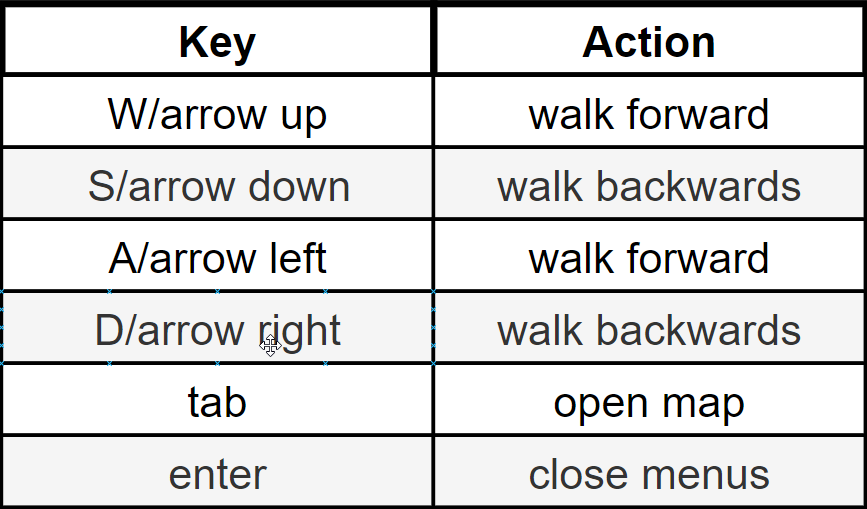 Key Action
W/arrow up walk forward
S/arrow down walk backwards
A/arrow left walk forward
D/arrow right walk backwards
tab open map
enter close menus